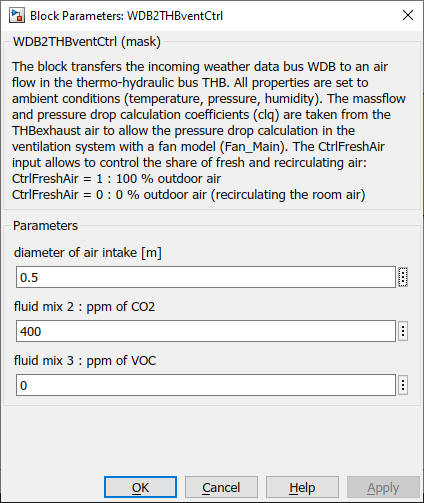 Block Parameters: WDB2THBventCtrl
WDB2THBventCtrl (mask)
The block transfers the incoming weather data bus WDB to an air
flow in the thermo-hydraulic bus THB. All properties are set to
ambient conditions (temperature, pressure, humidity). The massflow
and pressure drop calculation coefficients (clq) are taken from the
THBexhaust air to allow the pressure drop calculation in the
ventilation system with a fan model (Fan_Main). The CtrlFreshAir
input allows to control the share of fresh and recirculating air:
CtrlFreshAir = 1 : 100 % outdoor air
CtrlFreshAir = 0 : 0 % outdoor air (recirculating the room air)
Parameters
diameter of air intake [m]
0.5
fluid mix 2 : ppm of CO2
400
fluid mix 3 : ppm of VOC
0
OK Cancel Help Apply